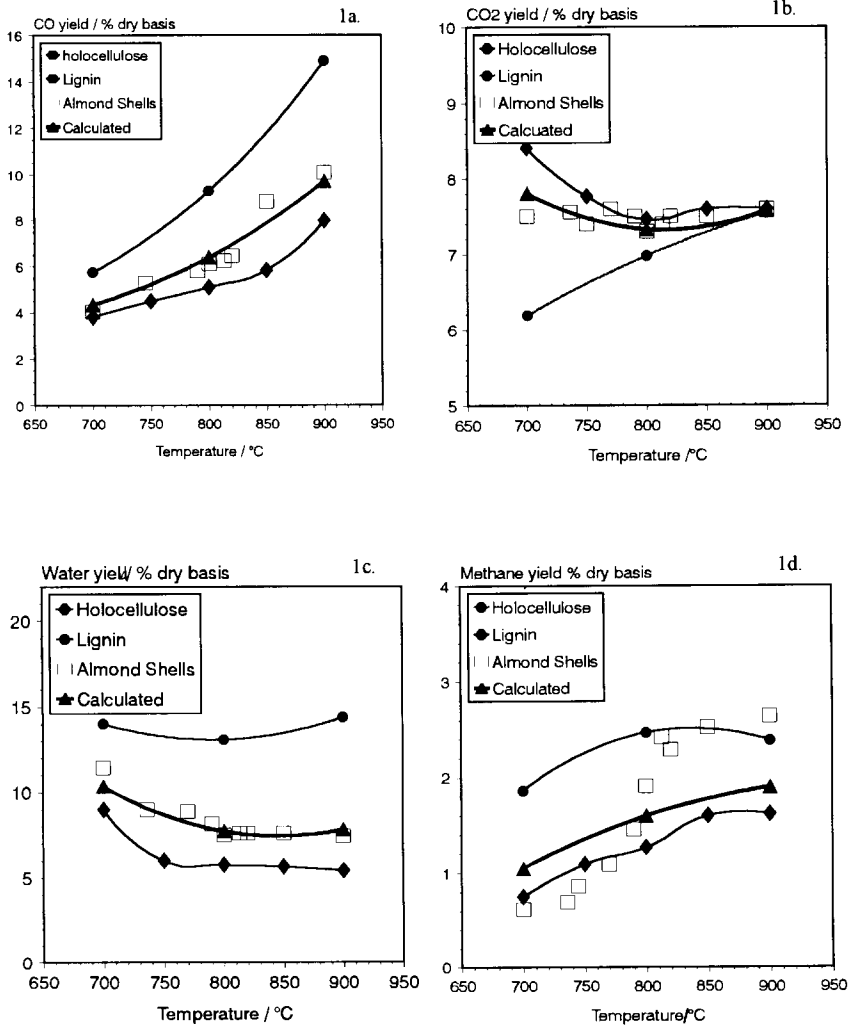 CO yield / % dry basis
1a.
16
14
12
10
8
6
4
2
0
holocellulose
Lignin
Almond Shells
Calculated
650 700 750 800 850 900 950
Temperature / °C
CO2 yield / % dry basis
1b.
10
9
8
7
6
5
Holocellulose
Lignin
Almond Shells
Calcuated
650 700 750 800 850 900 950
Temperature /°C
Water yield/ % dry basis
1c.
20
15
10
5
0
Holocellulose
Lignin
Almond Shells
Calculated
650 700 750 800 850 900 950
Temperature / °C
Methane yield % dry basis
1d.
4
3
2
1
0
Holocellulose
Lignin
Almond Shells
Calculated
650 700 750 800 850 900 950
Temperature/°C